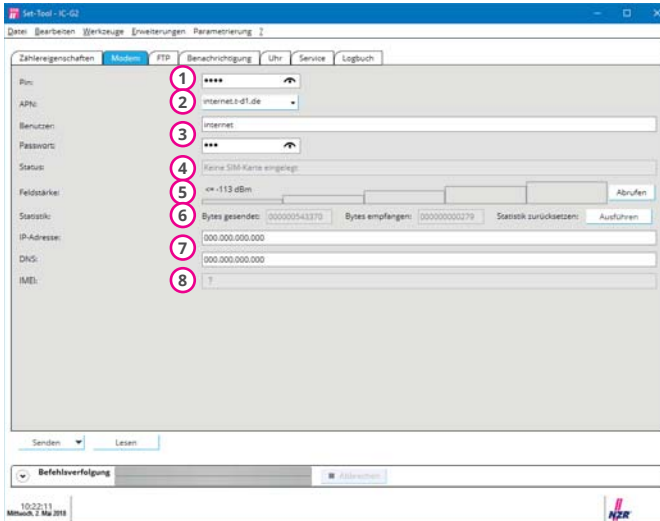 Set-Tool - IC-G2
Datei Bearbeiten Werkzeuge Erweiterungen Parametrierung ?
Zählereigenschaften Modem FTP Benachrichtigung Uhr Service Logbuch
Pin: 1 ••••
APN: 2 internet.t-d1.de
Benutzer: internet
3
Passwort: •••
Status: 4 Keine SIM-Karte eingelegt
Feldstärke: 5 <= -113 dBm Abrufen
Statistik: 6 Bytes gesendet: 000000543370 Bytes empfangen: 000000000279 Statistik zurücksetzen: Ausführen
IP-Adresse: 000.000.000.000
7
DNS: 000.000.000.000
IMEI: 8 ?
Senden Lesen
Befehlsverfolgung Abbrechen
10:22:11
Mittwoch, 2. Mai 2018
NZR